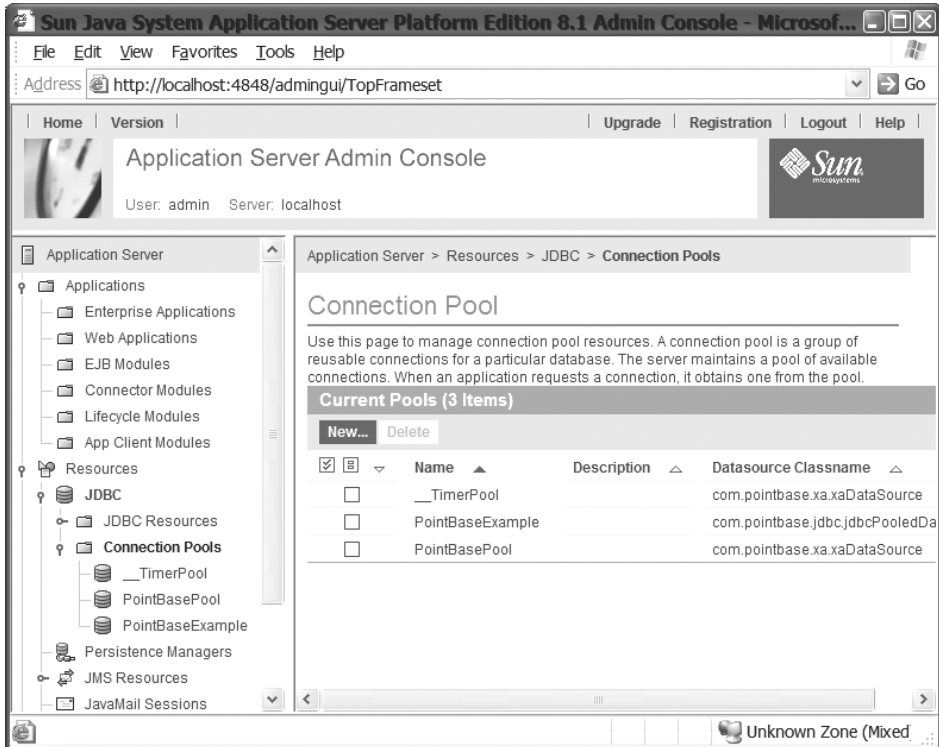 Sun Java System Application Server Platform Edition 8.1 Admin Console - Microsof...
File Edit View Favorites Tools Help
Address http://localhost:4848/admingui/TopFrameset Go
Home Version Upgrade Registration Logout Help
Application Server Admin Console
Sun
microsystems
User: admin Server: localhost
Application Server
Applications
Enterprise Applications
Web Applications
EJB Modules
Connector Modules
Lifecycle Modules
App Client Modules
Resources
JDBC
JDBC Resources
Connection Pools
__TimerPool
PointBasePool
PointBaseExample
Persistence Managers
JMS Resources
JavaMail Sessions
Application Server > Resources > JDBC > Connection Pools
Connection Pool
Use this page to manage connection pool resources. A connection pool is a group of
reusable connections for a particular database. The server maintains a pool of available
connections. When an application requests a connection, it obtains one from the pool.
Current Pools (3 Items)
New... Delete
Name Description Datasource Classname
__TimerPool com.pointbase.xa.xaDataSource
PointBaseExample com.pointbase.jdbc.jdbcPooledDa
PointBasePool com.pointbase.xa.xaDataSource
Unknown Zone (Mixed)